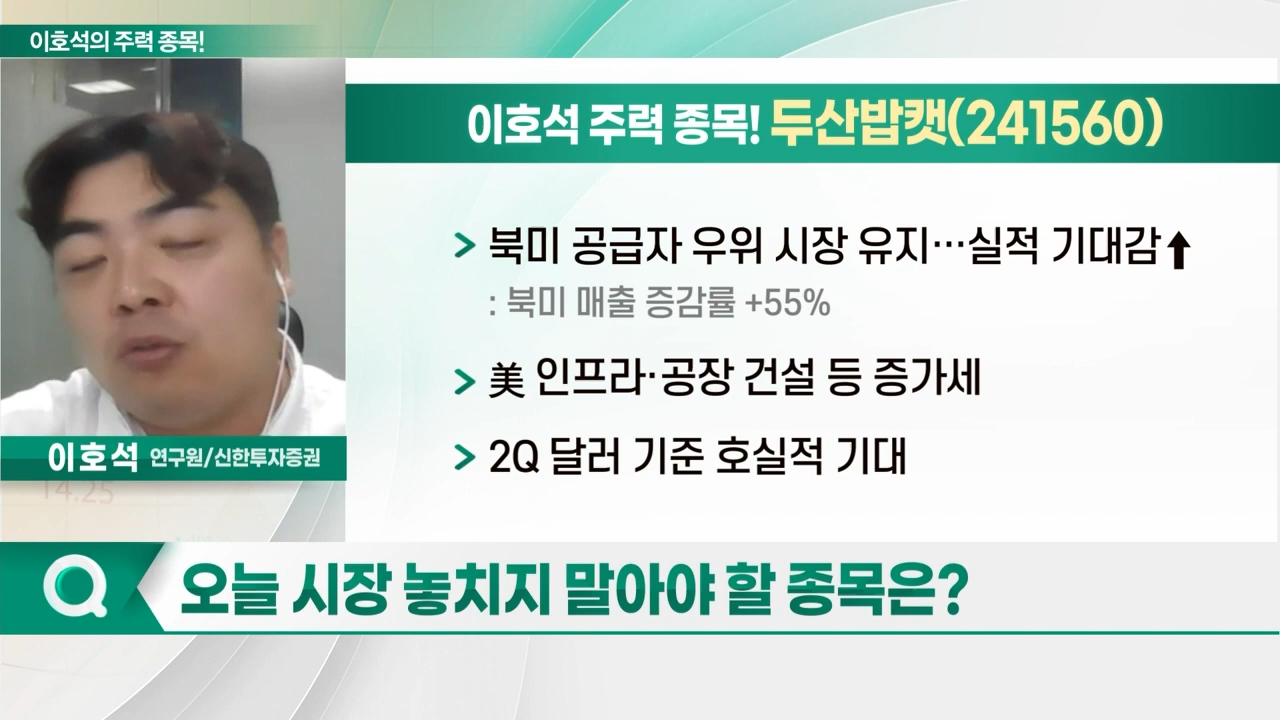 이호석의 주력 종목!
이호석 주력 종목! 두산밥캣(241560)
> 북미 공급자 우위 시장 유지…실적 기대감⬆
: 북미 매출 증감률 +55%
> 美 인프라·공장 건설 등 증가세
> 2Q 달러 기준 호실적 기대
이호석 연구원/신한투자증권
14.25
Q 오늘 시장 놓치지 말아야 할 종목은?